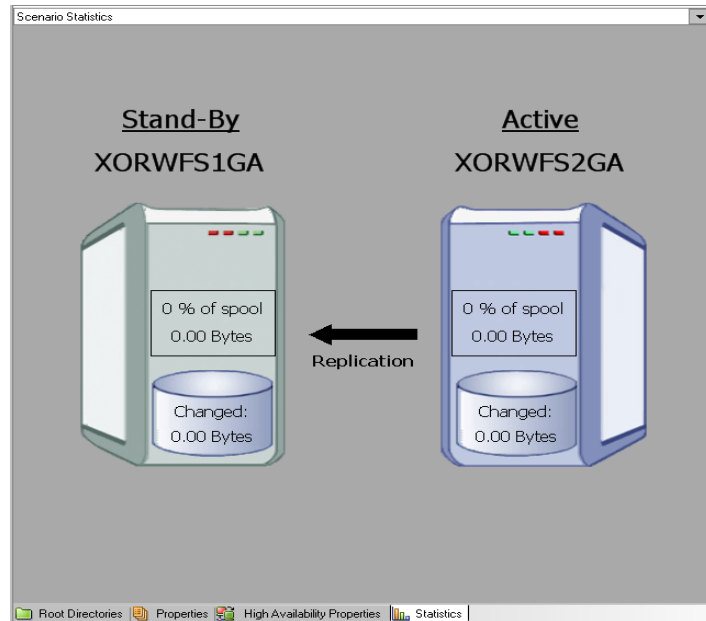 Scenario Statistics
Stand-By
Active
XORWFS1GA
XORWFS2GA
0 % of spool
0.00 Bytes
0 % of spool
0.00 Bytes
Replication
Changed:
0.00 Bytes
Changed:
0.00 Bytes
Root Directories
Properties
High Availability Properties
Statistics